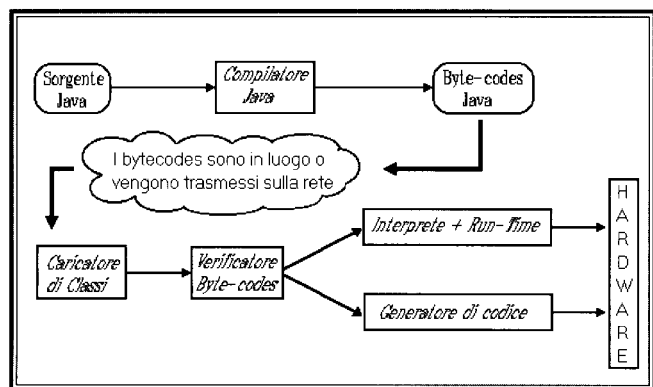 Sorgente
Java
Compilatore
Java
Byte-codes
Java
I bytecodes sono in luogo o
vengono trasmessi sulla rete
Caricatore
di Classi
Verificatore
Byte-codes
Interprete + Run-Time
Generatore di codice
HARDWARE